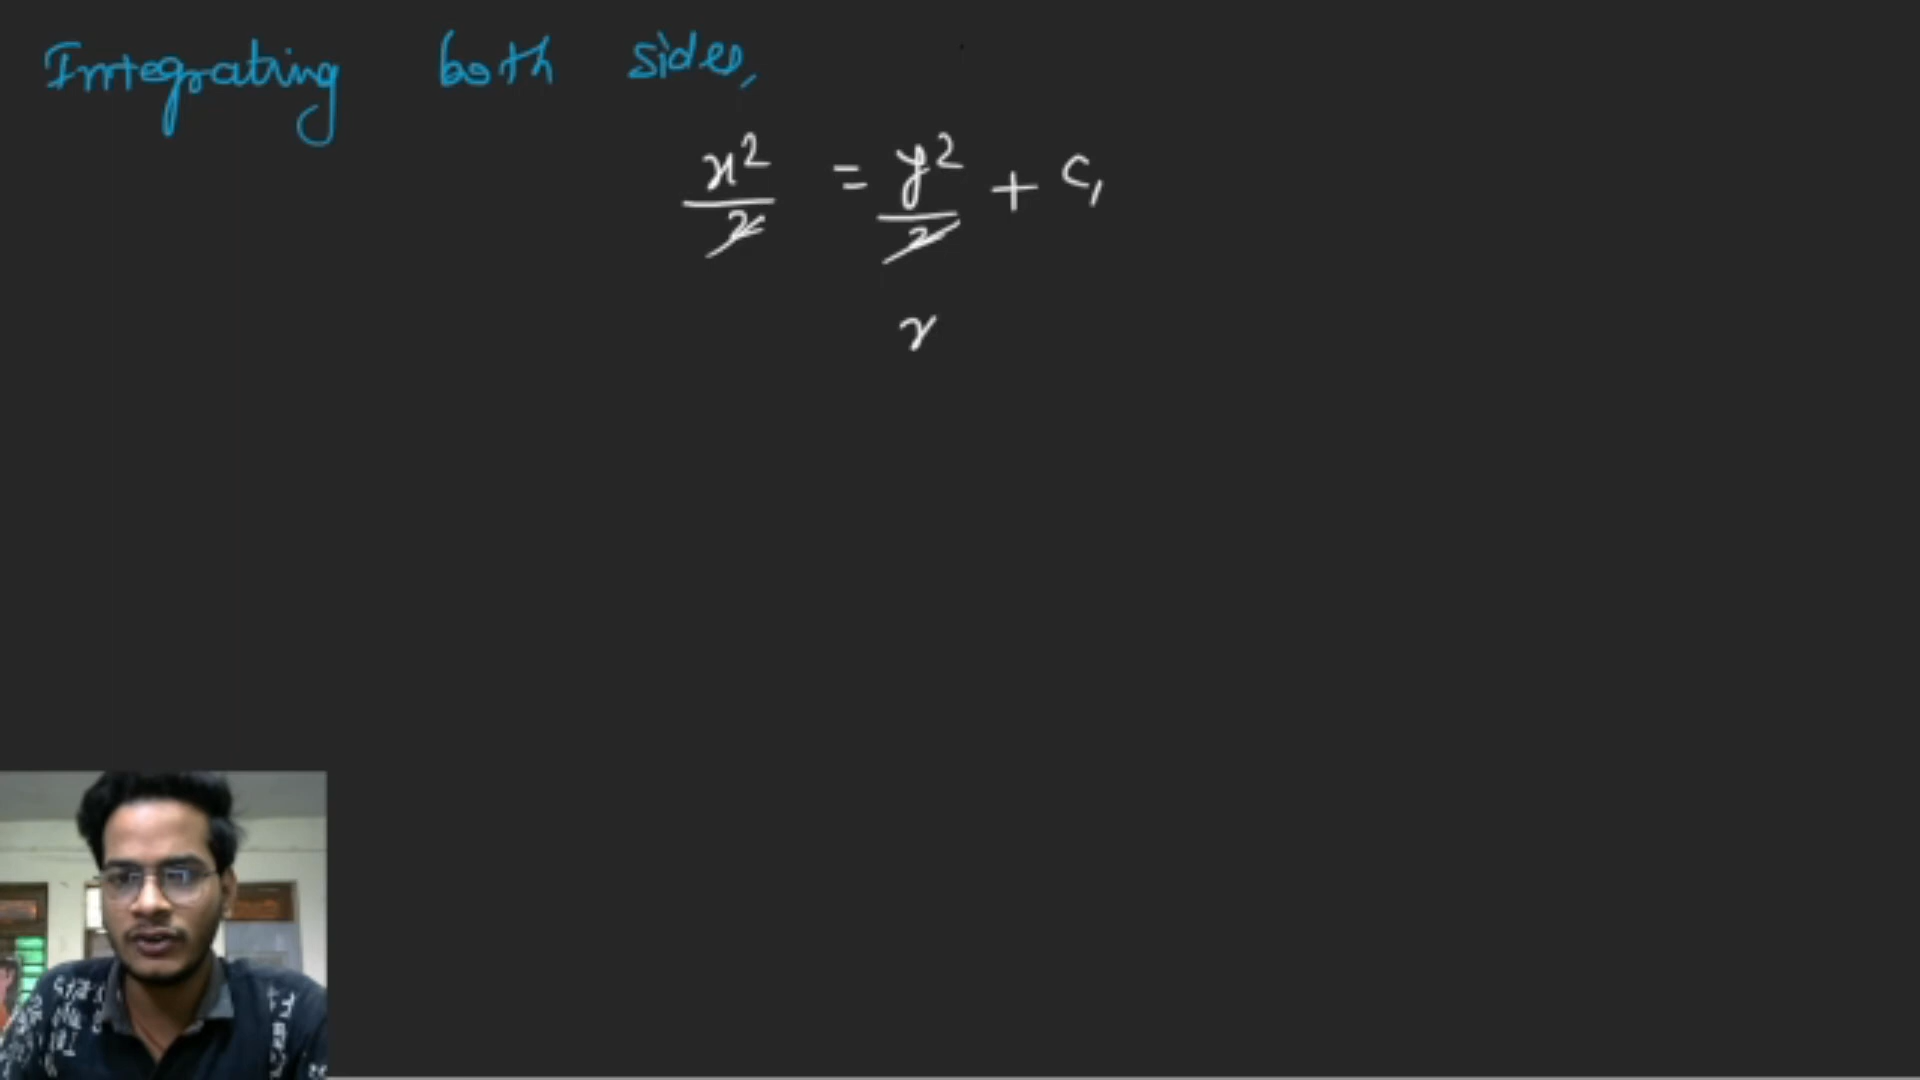 Integrating both sides,
x²/2 = y²/2 + c₁
x